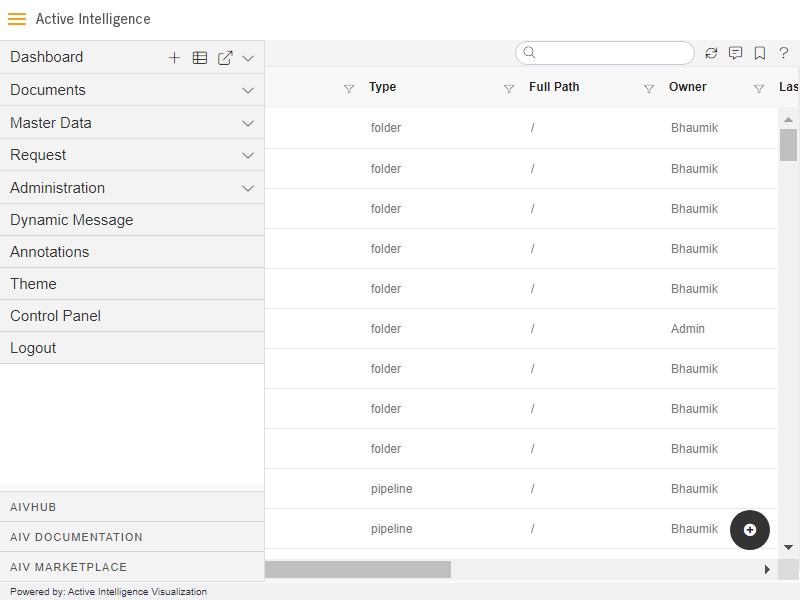 Active Intelligence
Dashboard
Documents
Master Data
Request
Administration
Dynamic Message
Annotations
Theme
Control Panel
Logout
AIVHUB
AIV DOCUMENTATION
AIV MARKETPLACE
Type Full Path Owner Las
folder / Bhaumik
folder / Bhaumik
folder / Bhaumik
folder / Bhaumik
folder / Bhaumik
folder / Admin
folder / Bhaumik
folder / Bhaumik
folder / Bhaumik
pipeline / Bhaumik
pipeline / Bhaumik
Powered by: Active Intelligence Visualization